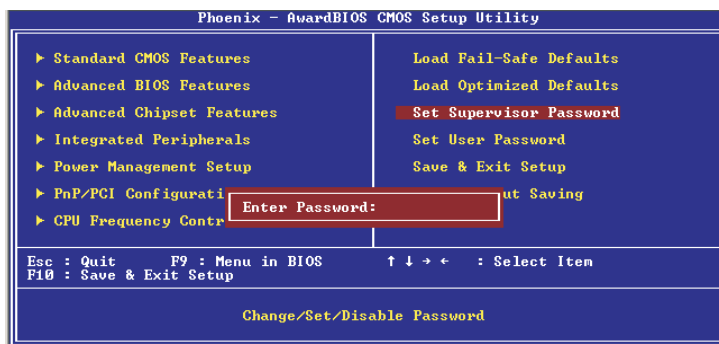 Phoenix - AwardBIOS CMOS Setup Utility
▶ Standard CMOS Features
▶ Advanced BIOS Features
▶ Advanced Chipset Features
▶ Integrated Peripherals
▶ Power Management Setup
▶ PnP/PCI Configurati
▶ CPU Frequency Contr
Load Fail-Safe Defaults
Load Optimized Defaults
Set Supervisor Password
Set User Password
Save & Exit Setup
ut Saving
Enter Password:
Esc : Quit F9 : Menu in BIOS ↑ ↓ → ← : Select Item
F10 : Save & Exit Setup
Change/Set/Disable Password